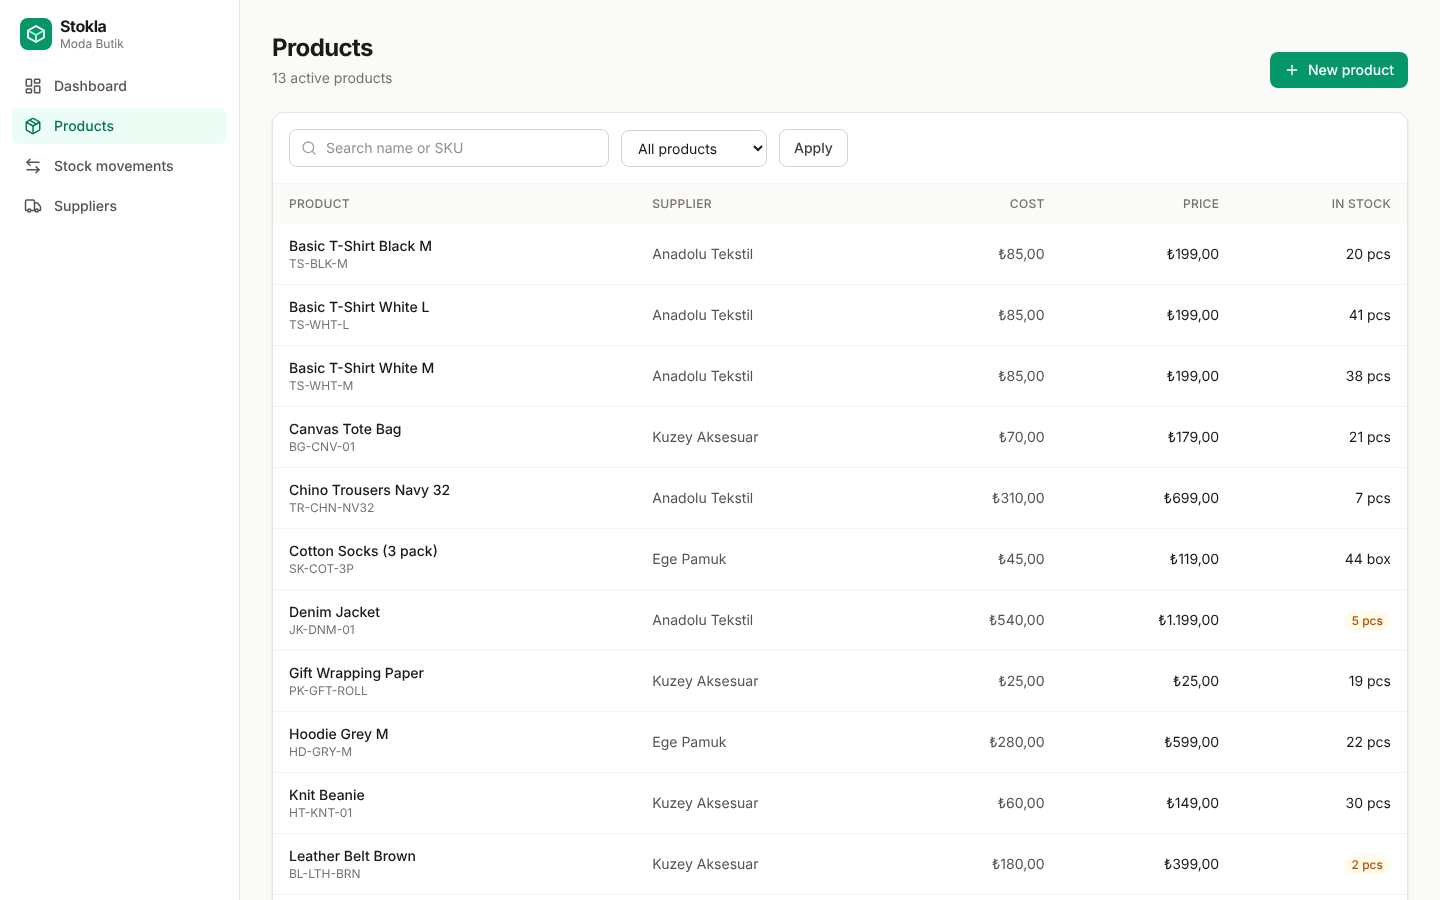 Stokla
Moda Butik
Dashboard
Products
Stock movements
Suppliers
Products
13 active products
New product
Search name or SKU
All products
Apply
PRODUCT SUPPLIER COST PRICE IN STOCK
Basic T-Shirt Black M
TS-BLK-M
Anadolu Tekstil ₺85,00 ₺199,00 20 pcs
Basic T-Shirt White L
TS-WHT-L
Anadolu Tekstil ₺85,00 ₺199,00 41 pcs
Basic T-Shirt White M
TS-WHT-M
Anadolu Tekstil ₺85,00 ₺199,00 38 pcs
Canvas Tote Bag
BG-CNV-01
Kuzey Aksesuar ₺70,00 ₺179,00 21 pcs
Chino Trousers Navy 32
TR-CHN-NV32
Anadolu Tekstil ₺310,00 ₺699,00 7 pcs
Cotton Socks (3 pack)
SK-COT-3P
Ege Pamuk ₺45,00 ₺119,00 44 box
Denim Jacket
JK-DNM-01
Anadolu Tekstil ₺540,00 ₺1.199,00 5 pcs
Gift Wrapping Paper
PK-GFT-ROLL
Kuzey Aksesuar ₺25,00 ₺25,00 19 pcs
Hoodie Grey M
HD-GRY-M
Ege Pamuk ₺280,00 ₺599,00 22 pcs
Knit Beanie
HT-KNT-01
Kuzey Aksesuar ₺60,00 ₺149,00 30 pcs
Leather Belt Brown
BL-LTH-BRN
Kuzey Aksesuar ₺180,00 ₺399,00 2 pcs